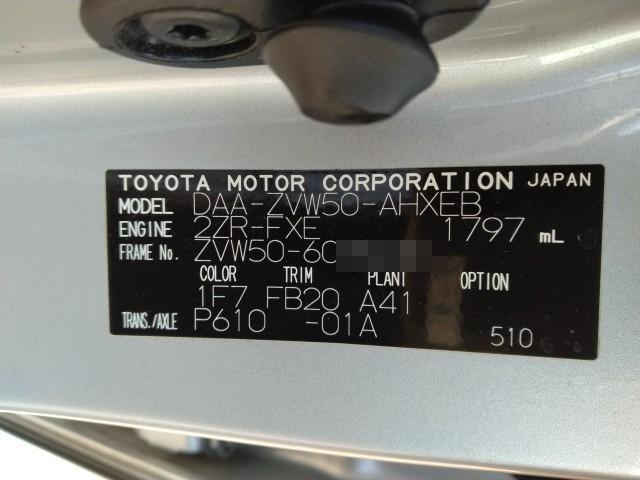 TOYOTA MOTOR CORPORATION JAPAN
MODEL DAA-ZVW50-AHXEB
ENGINE 2ZR-FXE 1797 mL
FRAME No. ZVW50-60
COLOR TRIM PLANT OPTION
1F7 FB20 A41
TRANS./AXLE P610 -01A
510